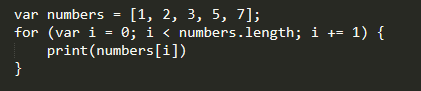 var numbers = [1, 2, 3, 5, 7];
for (var i = 0; i < numbers.length; i += 1) {
    print(numbers[i])
}